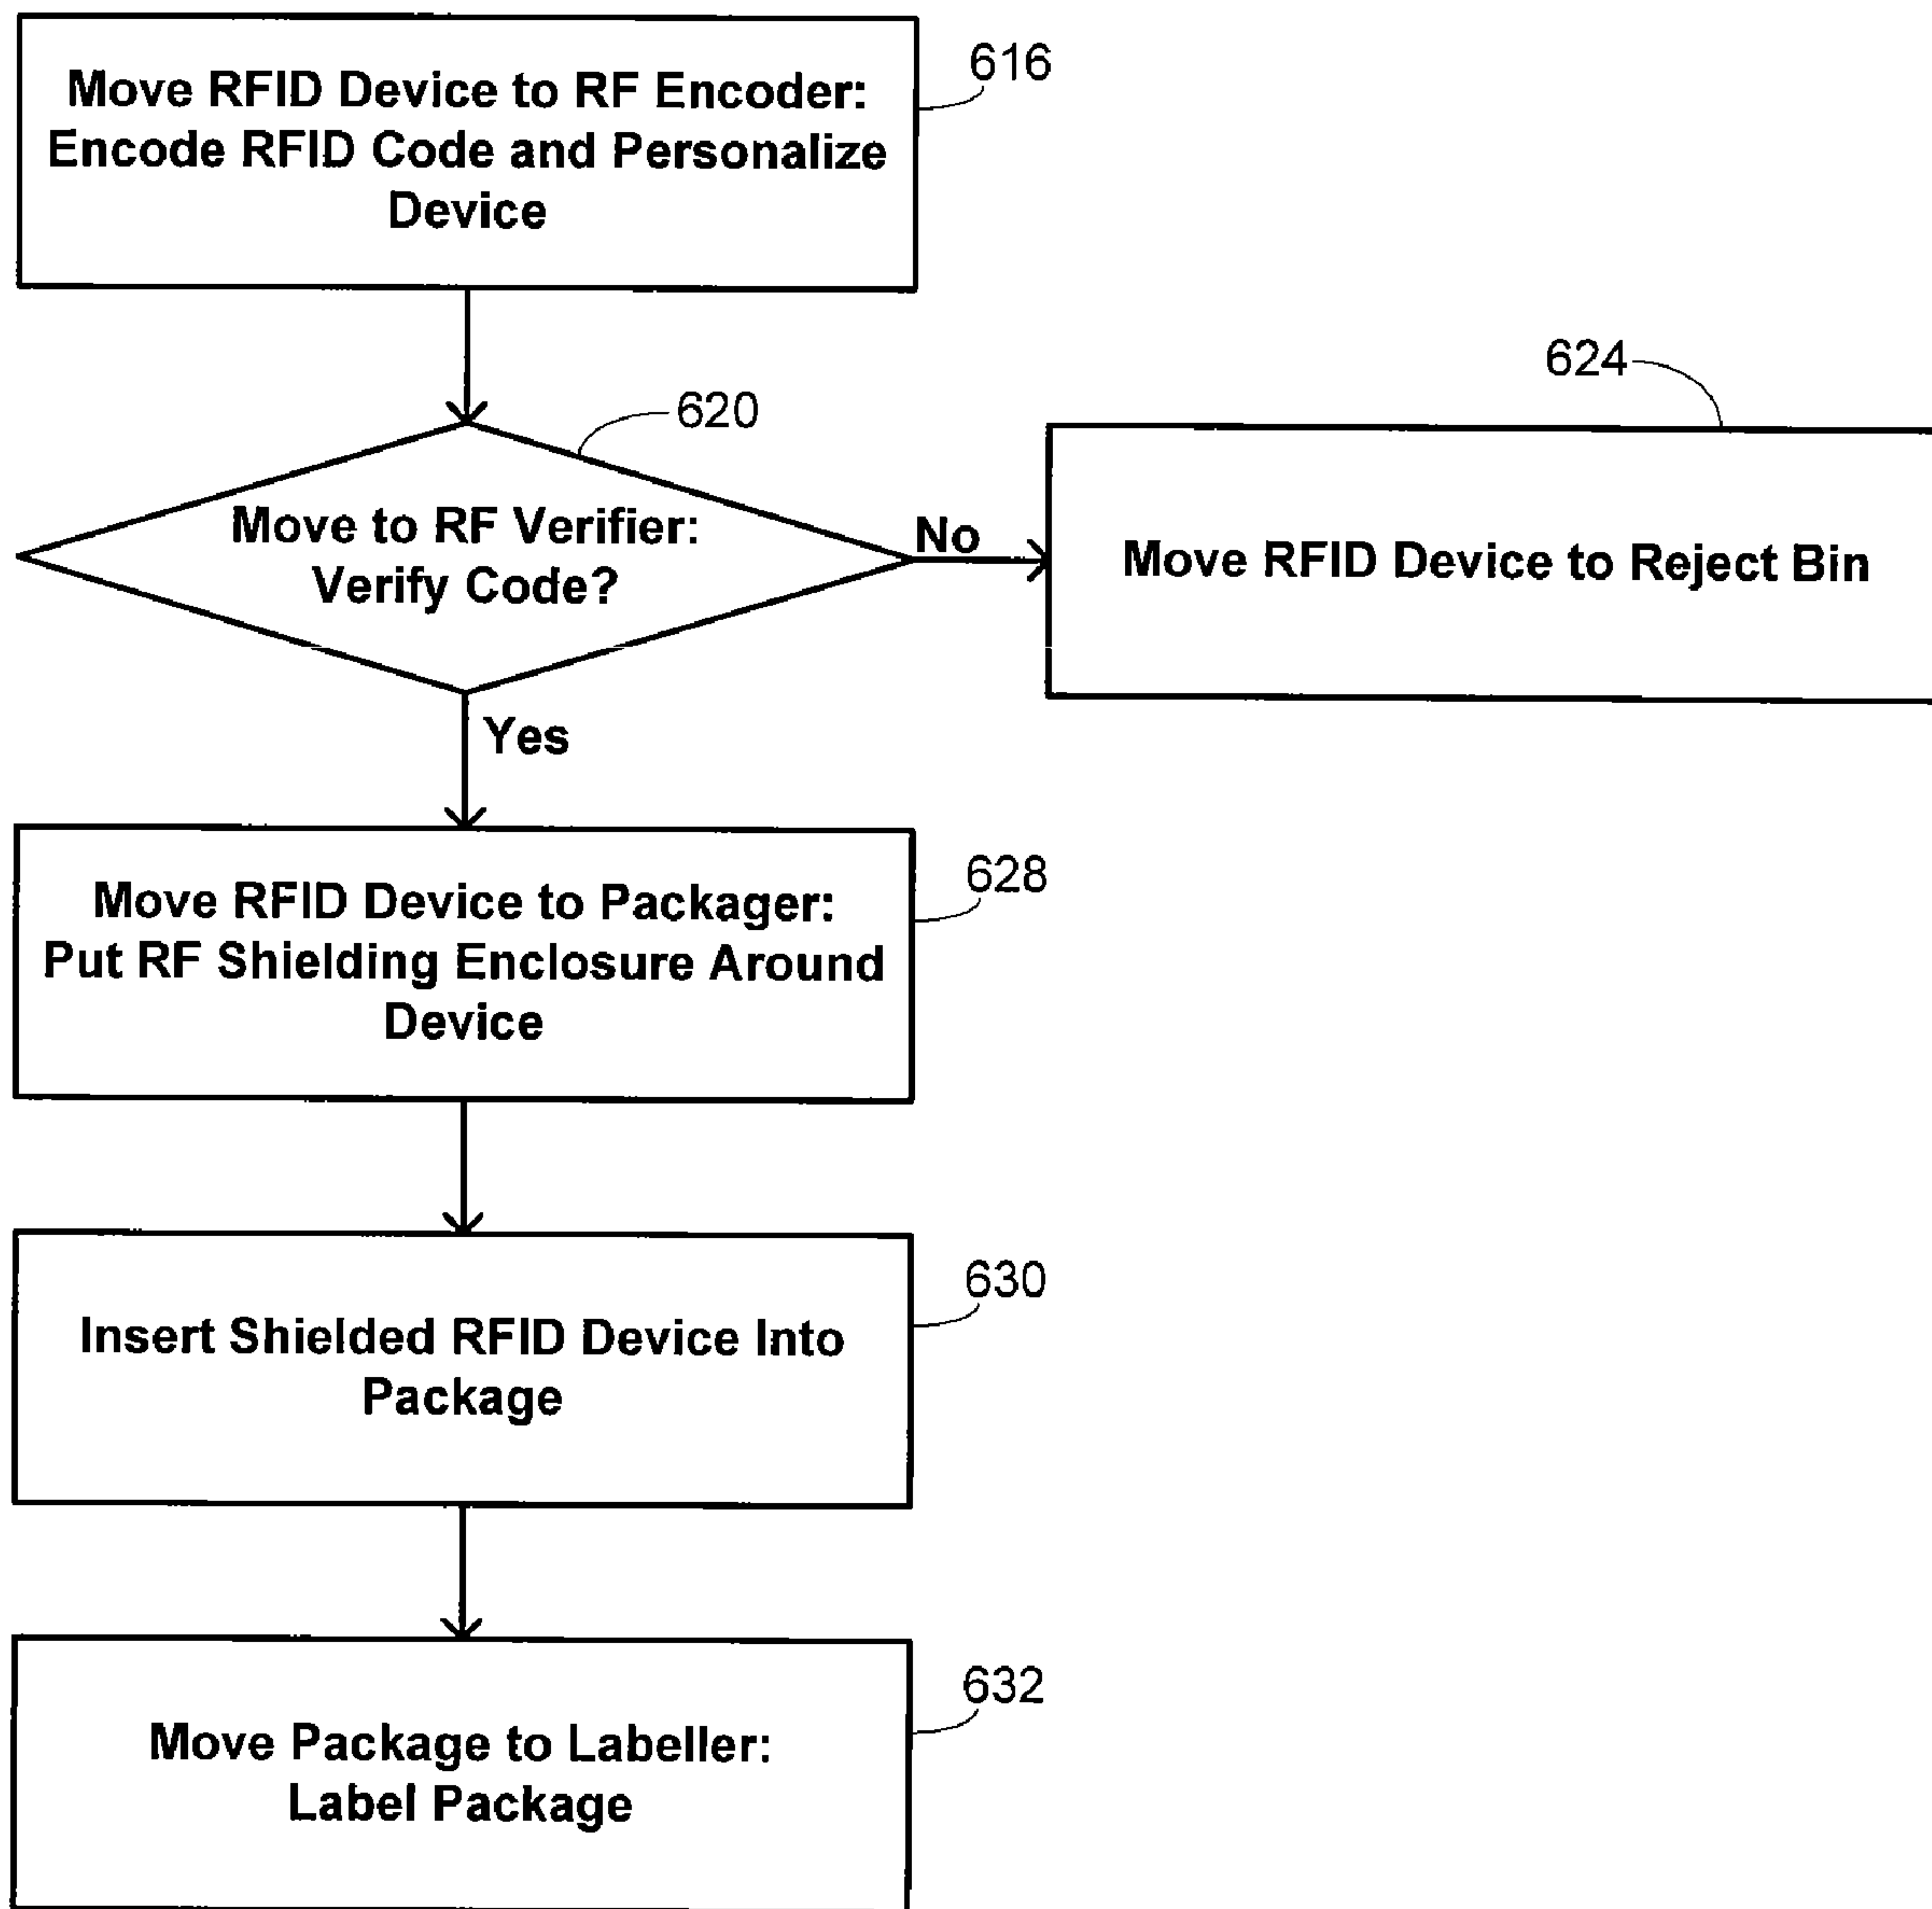 Move RFID Device to RF Encoder:
Encode RFID Code and Personalize
Device
616
620
Move to RF Verifier:
Verify Code?
No
624
Move RFID Device to Reject Bin
Yes
Move RFID Device to Packager:
Put RF Shielding Enclosure Around
Device
628
Insert Shielded RFID Device Into
Package
630
Move Package to Labeller:
Label Package
632